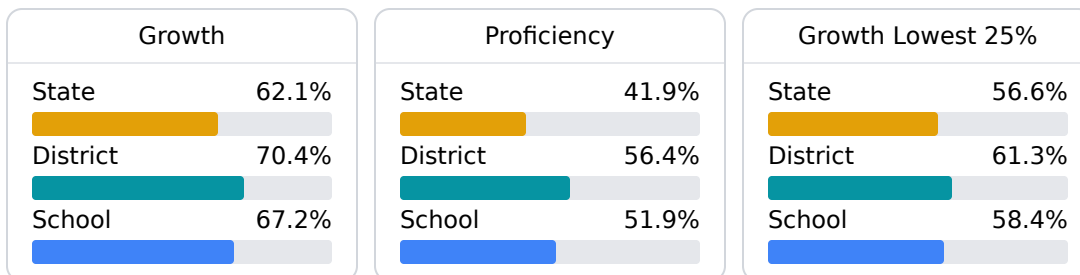 Growth
State 62.1%
District 70.4%
School 67.2%
Proficiency
State 41.9%
District 56.4%
School 51.9%
Growth Lowest 25%
State 56.6%
District 61.3%
School 58.4%